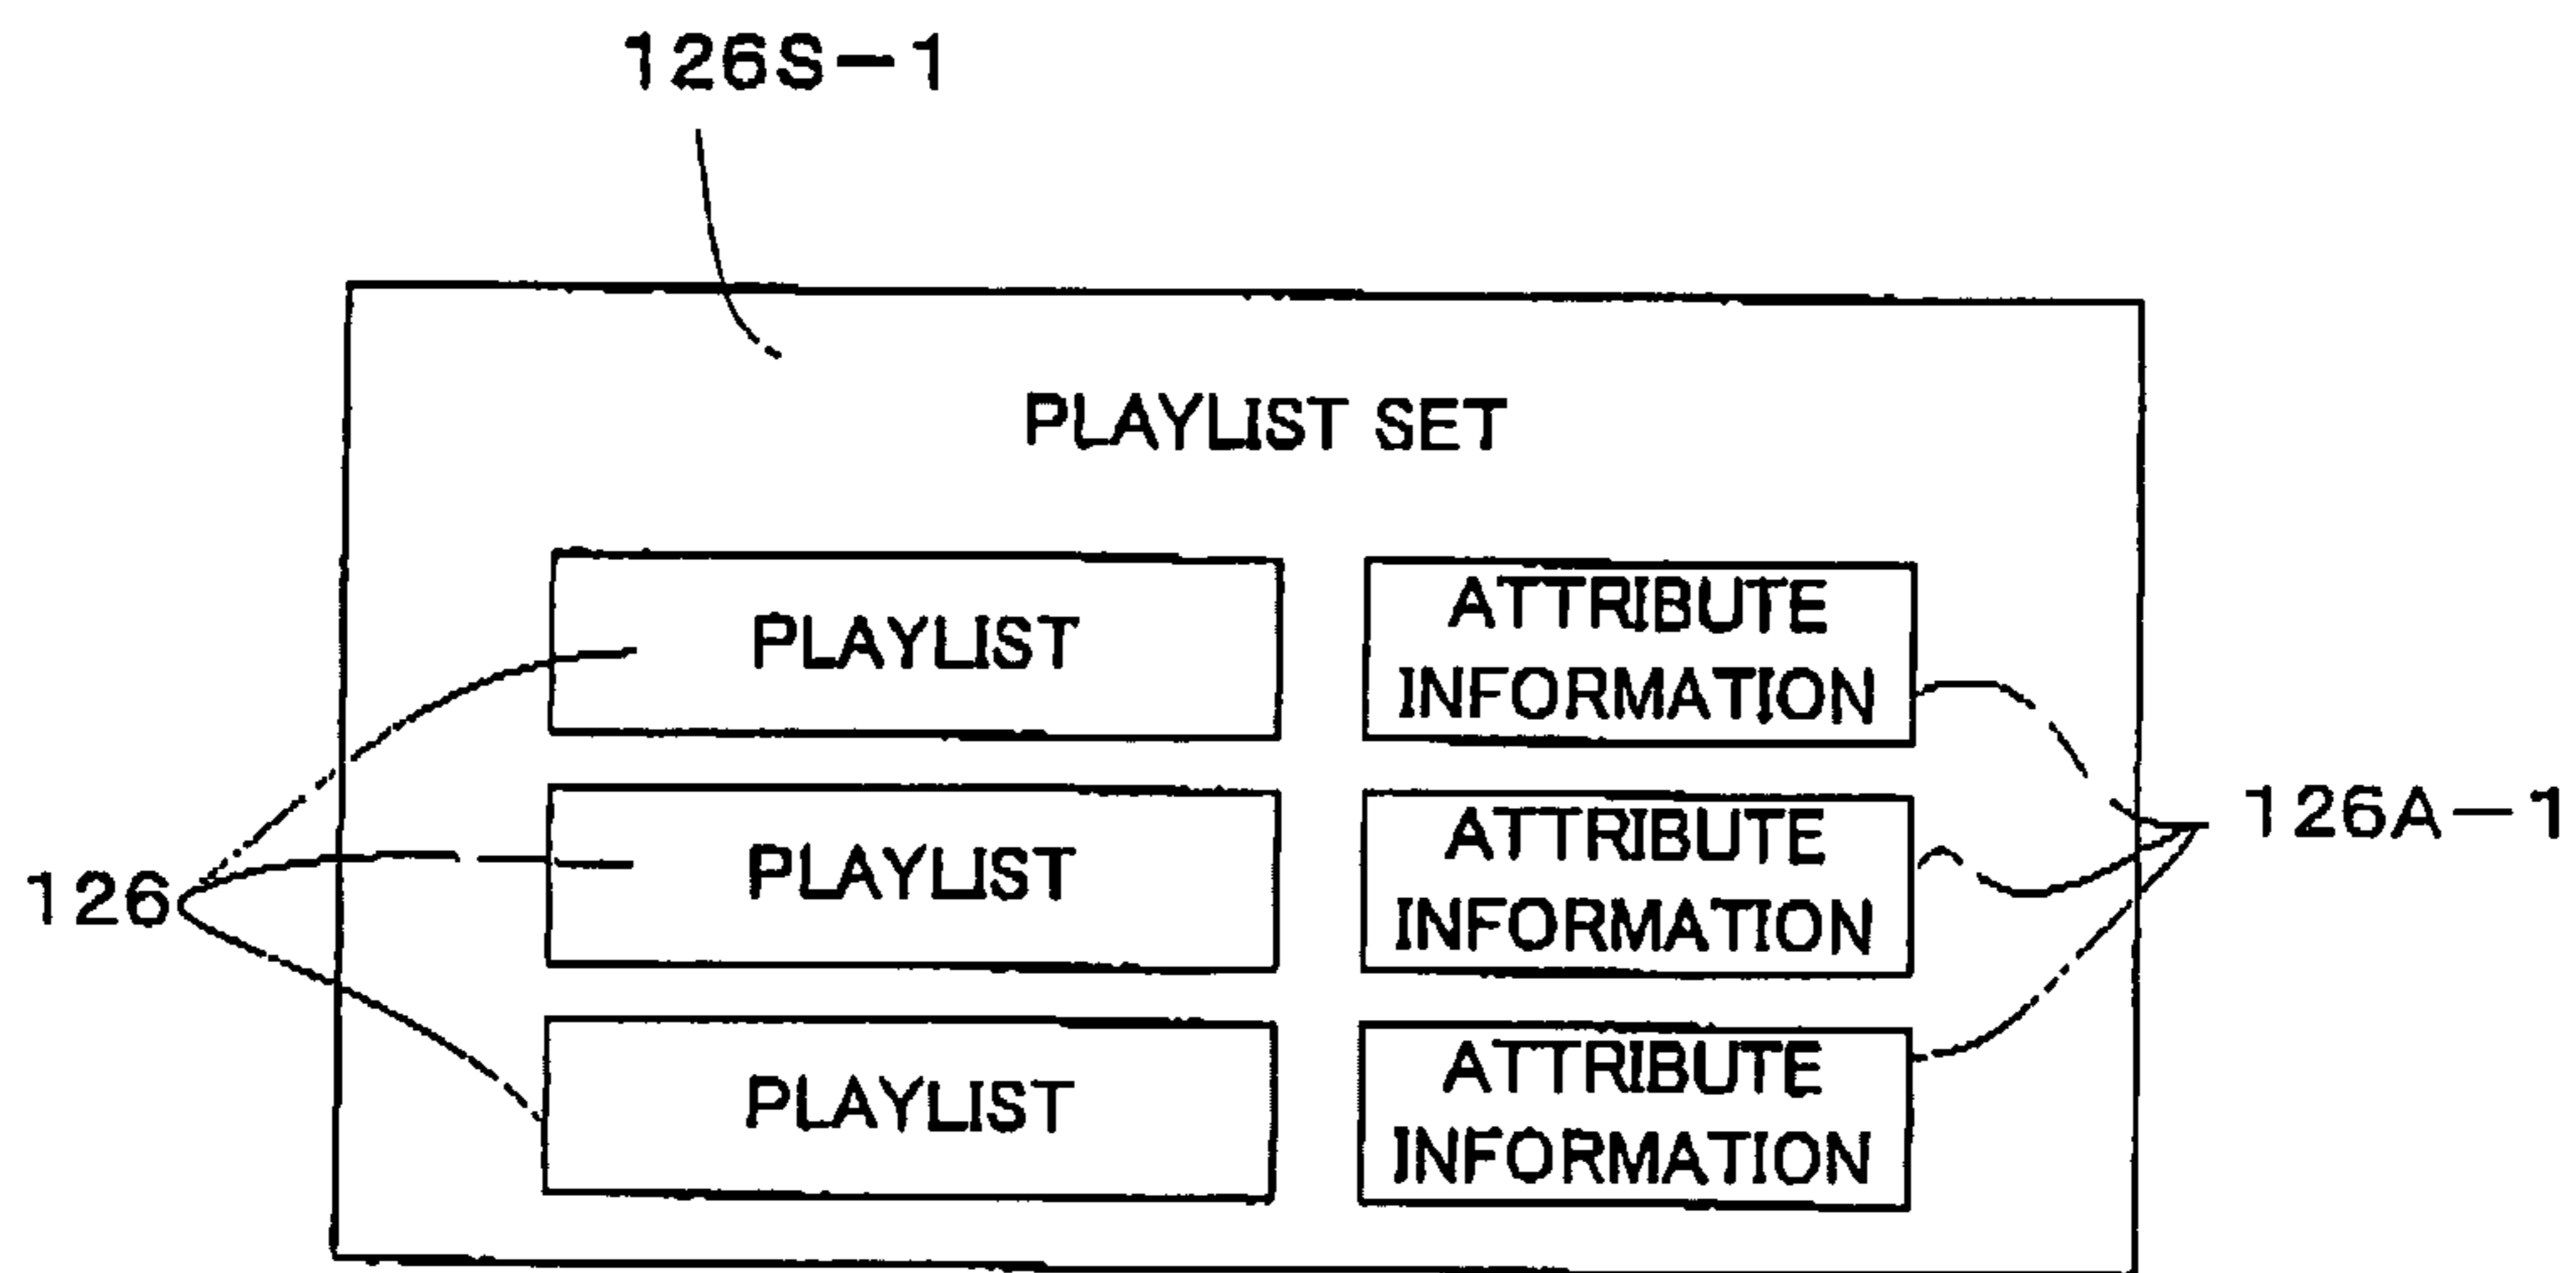 126S-1
PLAYLIST SET
PLAYLIST
ATTRIBUTE
INFORMATION
126A-1
PLAYLIST
ATTRIBUTE
INFORMATION
126
PLAYLIST
ATTRIBUTE
INFORMATION